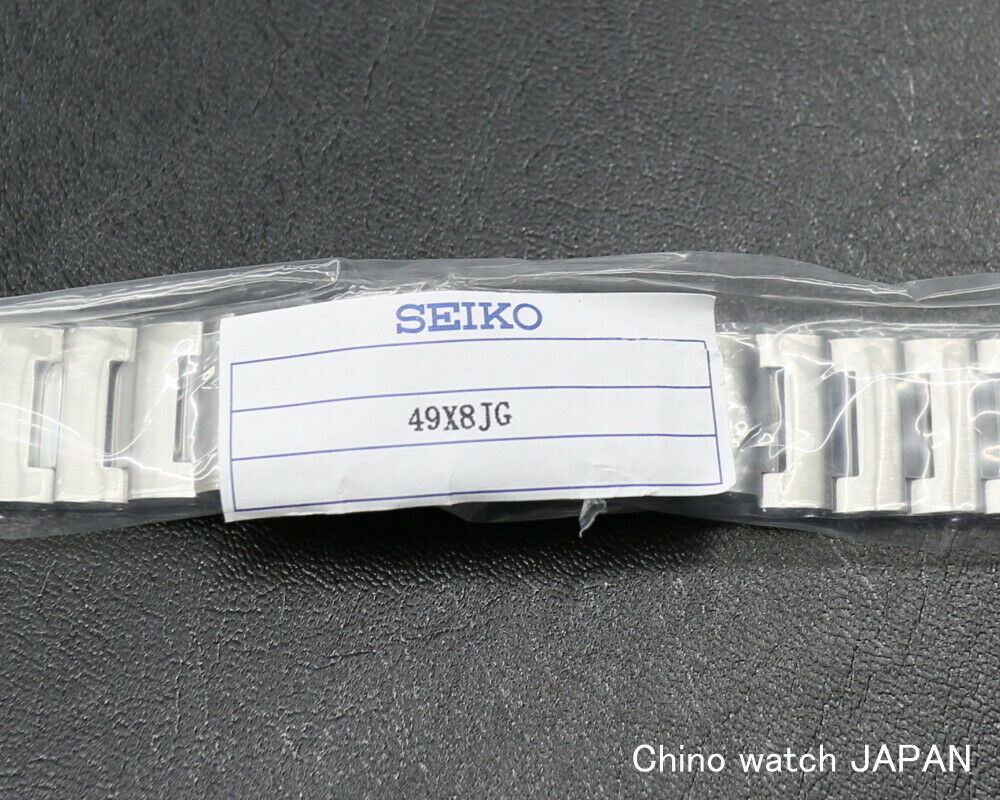 SEIKO
49X8JG
Chino watch JAPAN